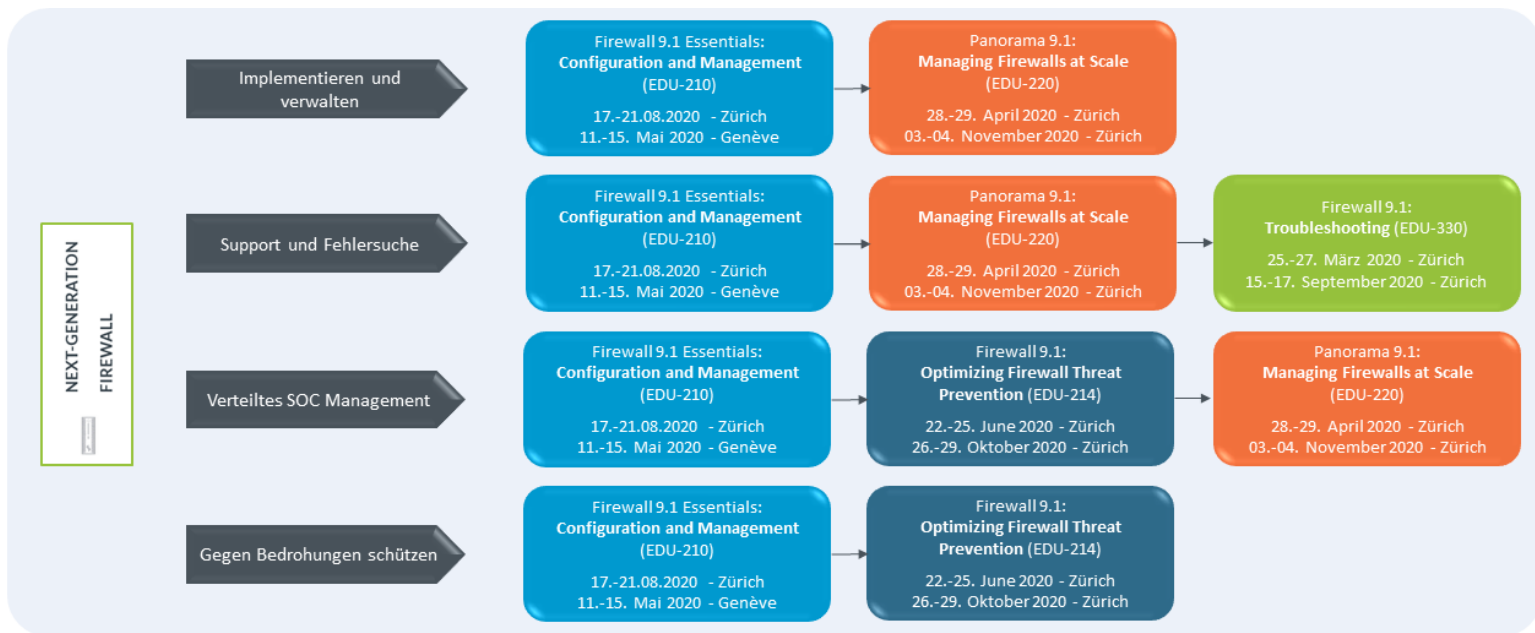 NEXT-GENERATION
FIREWALL
Implementieren und
verwalten
Firewall 9.1 Essentials:
Configuration and Management
(EDU-210)
17.-21.08.2020 - Zürich
11.-15. Mai 2020 - Genève
Panorama 9.1:
Managing Firewalls at Scale
(EDU-220)
28.-29. April 2020 - Zürich
03.-04. November 2020 - Zürich
Support und Fehlersuche
Firewall 9.1 Essentials:
Configuration and Management
(EDU-210)
17.-21.08.2020 - Zürich
11.-15. Mai 2020 - Genève
Panorama 9.1:
Managing Firewalls at Scale
(EDU-220)
28.-29. April 2020 - Zürich
03.-04. November 2020 - Zürich
Firewall 9.1:
Troubleshooting (EDU-330)
25.-27. März 2020 - Zürich
15.-17. September 2020 - Zürich
Verteiltes SOC Management
Firewall 9.1 Essentials:
Configuration and Management
(EDU-210)
17.-21.08.2020 - Zürich
11.-15. Mai 2020 - Genève
Firewall 9.1:
Optimizing Firewall Threat
Prevention (EDU-214)
22.-25. June 2020 - Zürich
26.-29. Oktober 2020 - Zürich
Panorama 9.1:
Managing Firewalls at Scale
(EDU-220)
28.-29. April 2020 - Zürich
03.-04. November 2020 - Zürich
Gegen Bedrohungen schützen
Firewall 9.1 Essentials:
Configuration and Management
(EDU-210)
17.-21.08.2020 - Zürich
11.-15. Mai 2020 - Genève
Firewall 9.1:
Optimizing Firewall Threat
Prevention (EDU-214)
22.-25. June 2020 - Zürich
26.-29. Oktober 2020 - Zürich